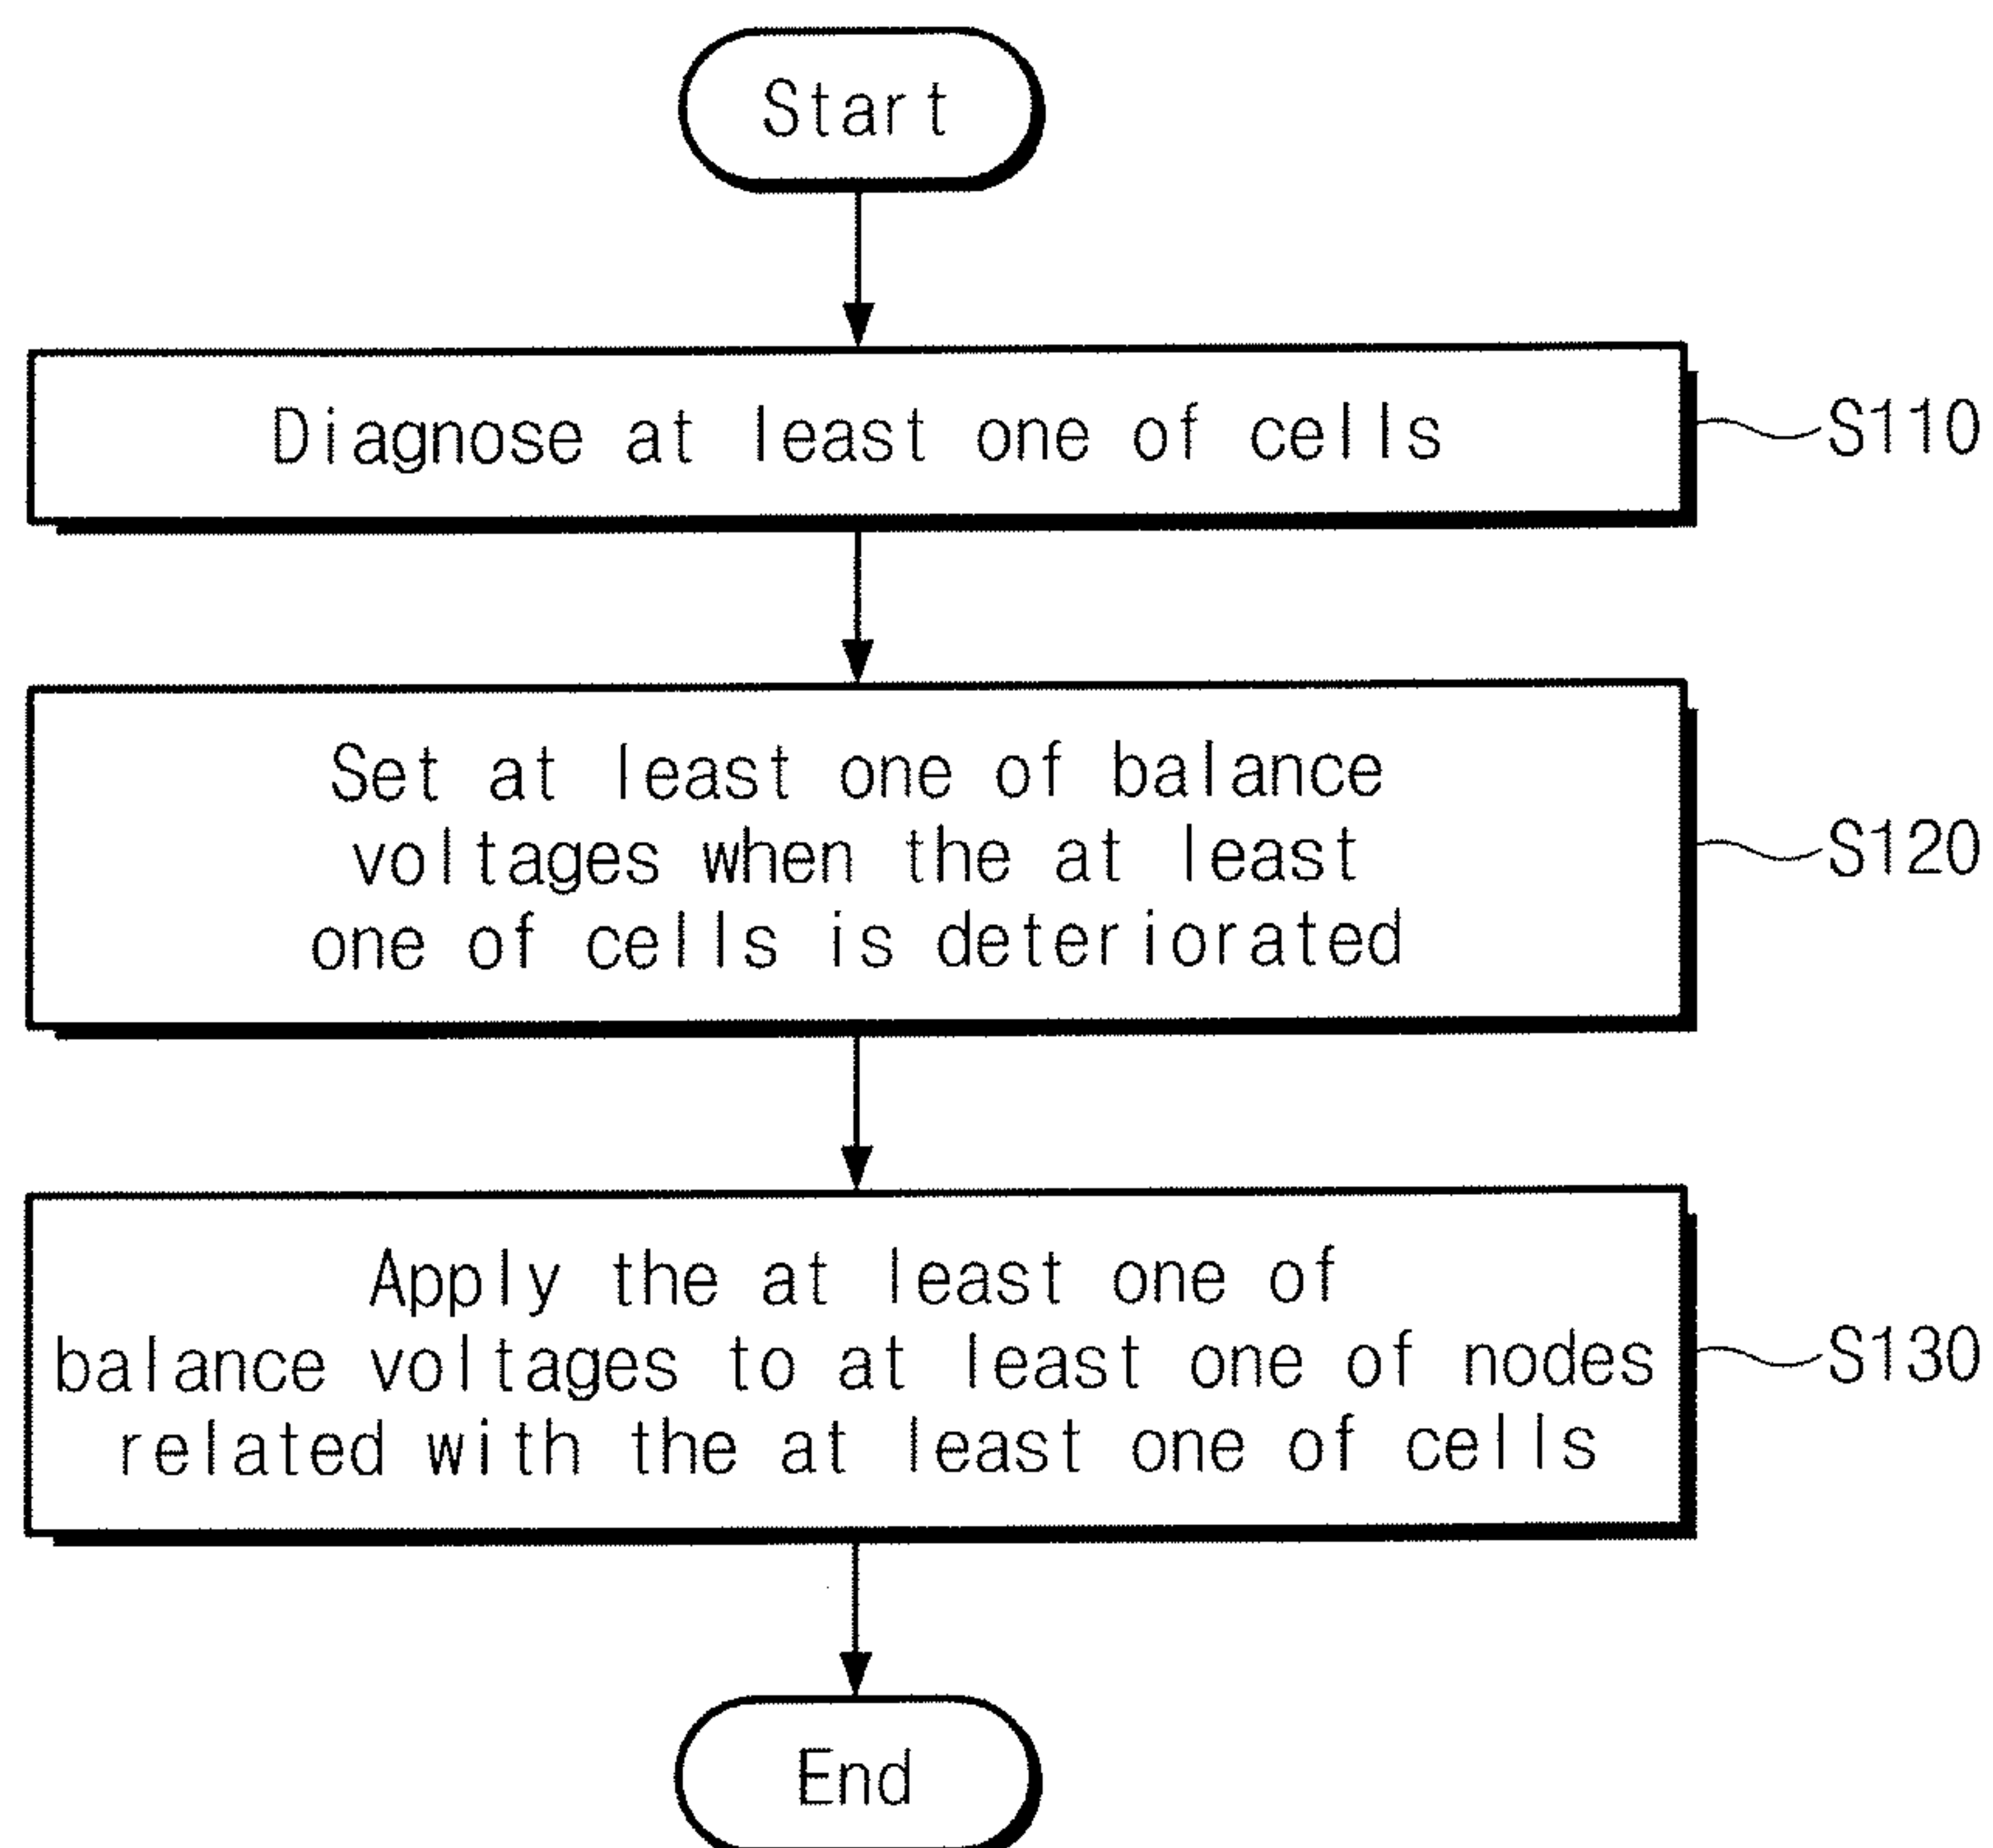 Start
Diagnose at least one of cells
S110
Set at least one of balance
voltages when the at least
one of cells is deteriorated
S120
Apply the at least one of
balance voltages to at least one of nodes
related with the at least one of cells
S130
End